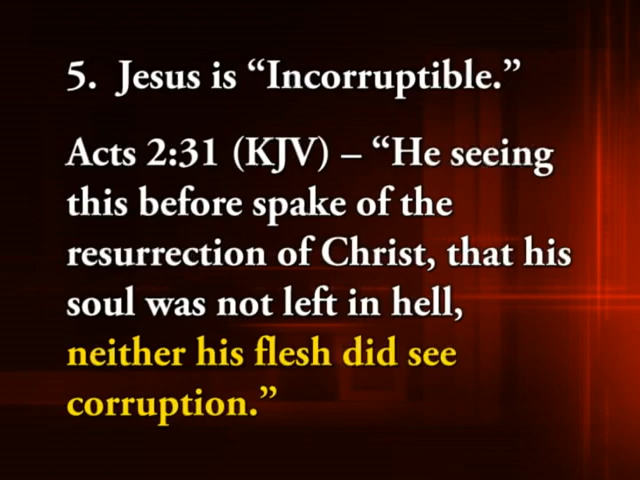 5. Jesus is “Incorruptible.”
Acts 2:31 (KJV) – “He seeing
this before spake of the
resurrection of Christ, that his
soul was not left in hell,
neither his flesh did see
corruption.”